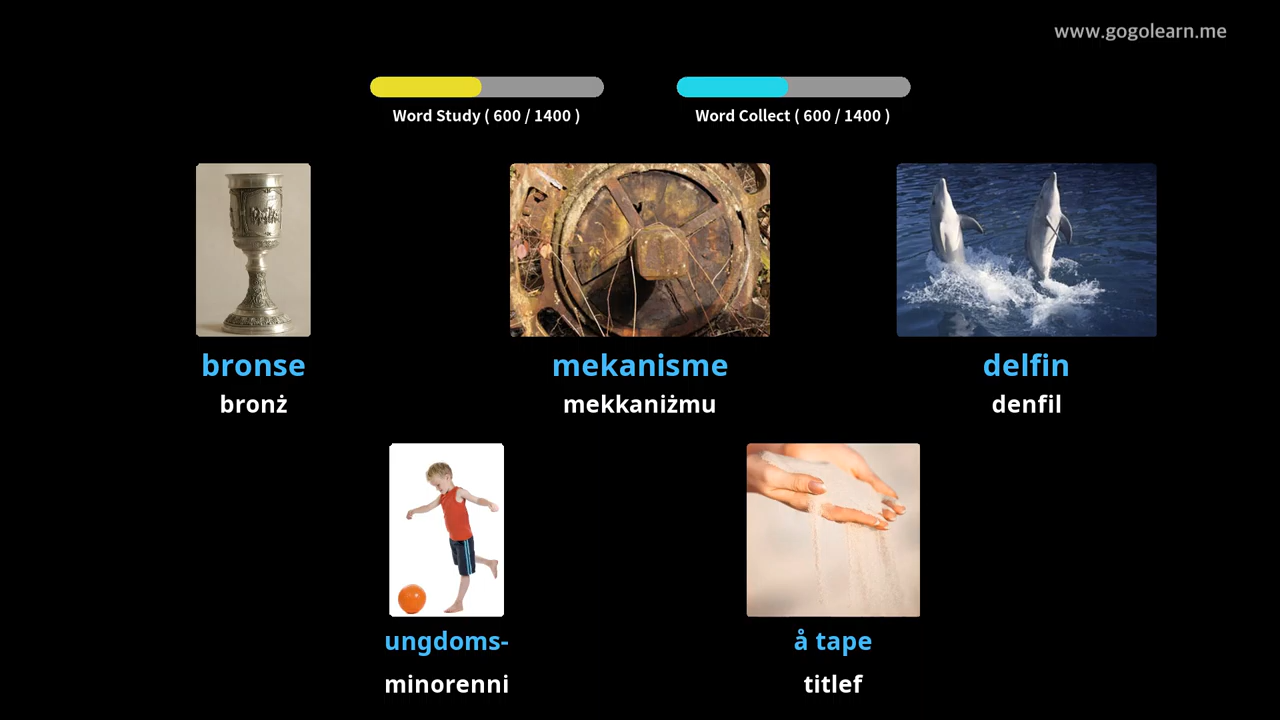 www.gogolearn.me
Word Study ( 600 / 1400 )
Word Collect ( 600 / 1400 )
bronse
bronż
mekanisme
mekkaniżmu
delfin
denfil
ungdoms-
minorenni
å tape
titlef